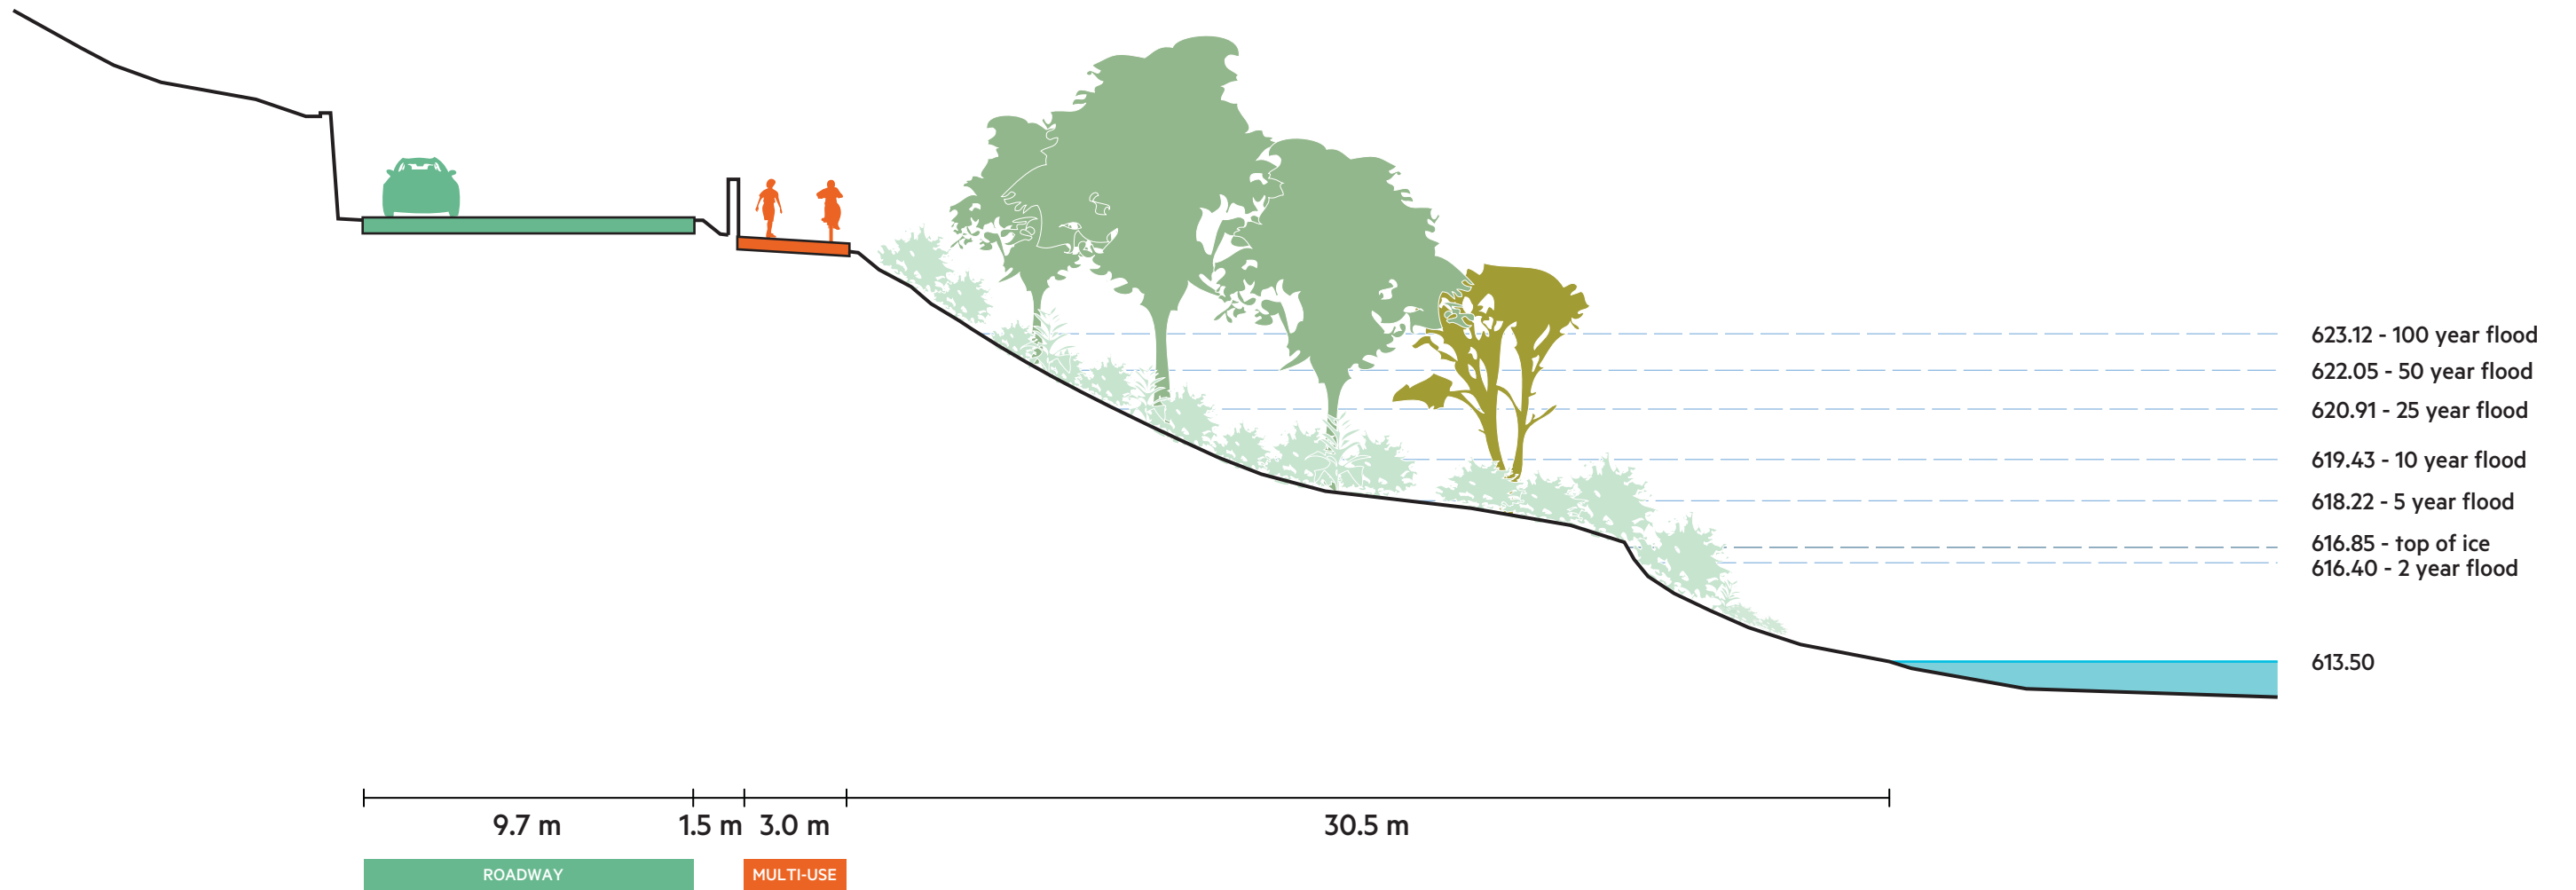 623.12 - 100 year flood
622.05 - 50 year flood
620.91 - 25 year flood
619.43 - 10 year flood
618.22 - 5 year flood
616.85 - top of ice
616.40 - 2 year flood
613.50
9.7 m
1.5 m
3.0 m
30.5 m
ROADWAY
MULTI-USE